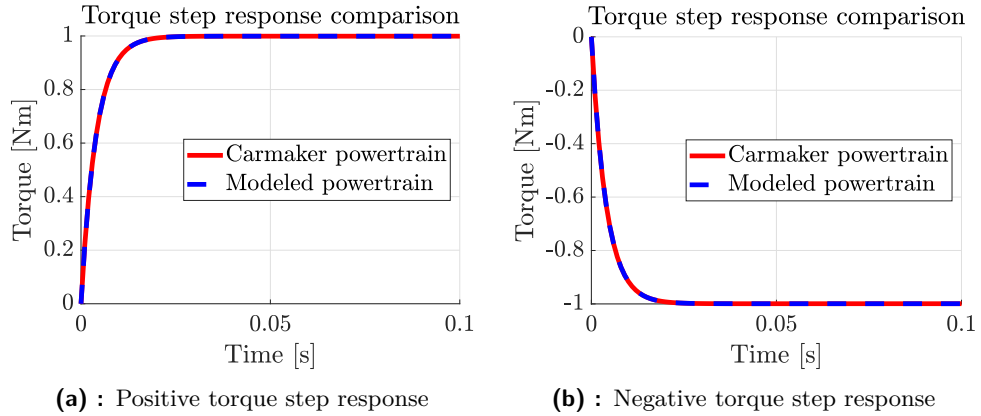 Torque step response comparison
Torque [Nm]
1
0.8
0.6
0.4
0.2
0
Carmaker powertrain
Modeled powertrain
0
0.05
0.1
Time [s]
(a) : Positive torque step response
Torque step response comparison
Torque [Nm]
0
-0.2
-0.4
-0.6
-0.8
-1
Carmaker powertrain
Modeled powertrain
0
0.05
0.1
Time [s]
(b) : Negative torque step response